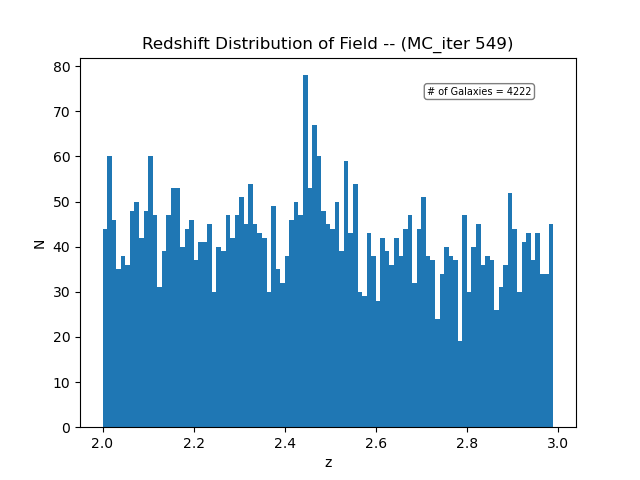 Redshift Distribution of Field -- (MC_iter 549)
# of Galaxies = 4222
80
70
60
50
40
30
20
10
0
N
2.0 2.2 2.4 2.6 2.8 3.0
z